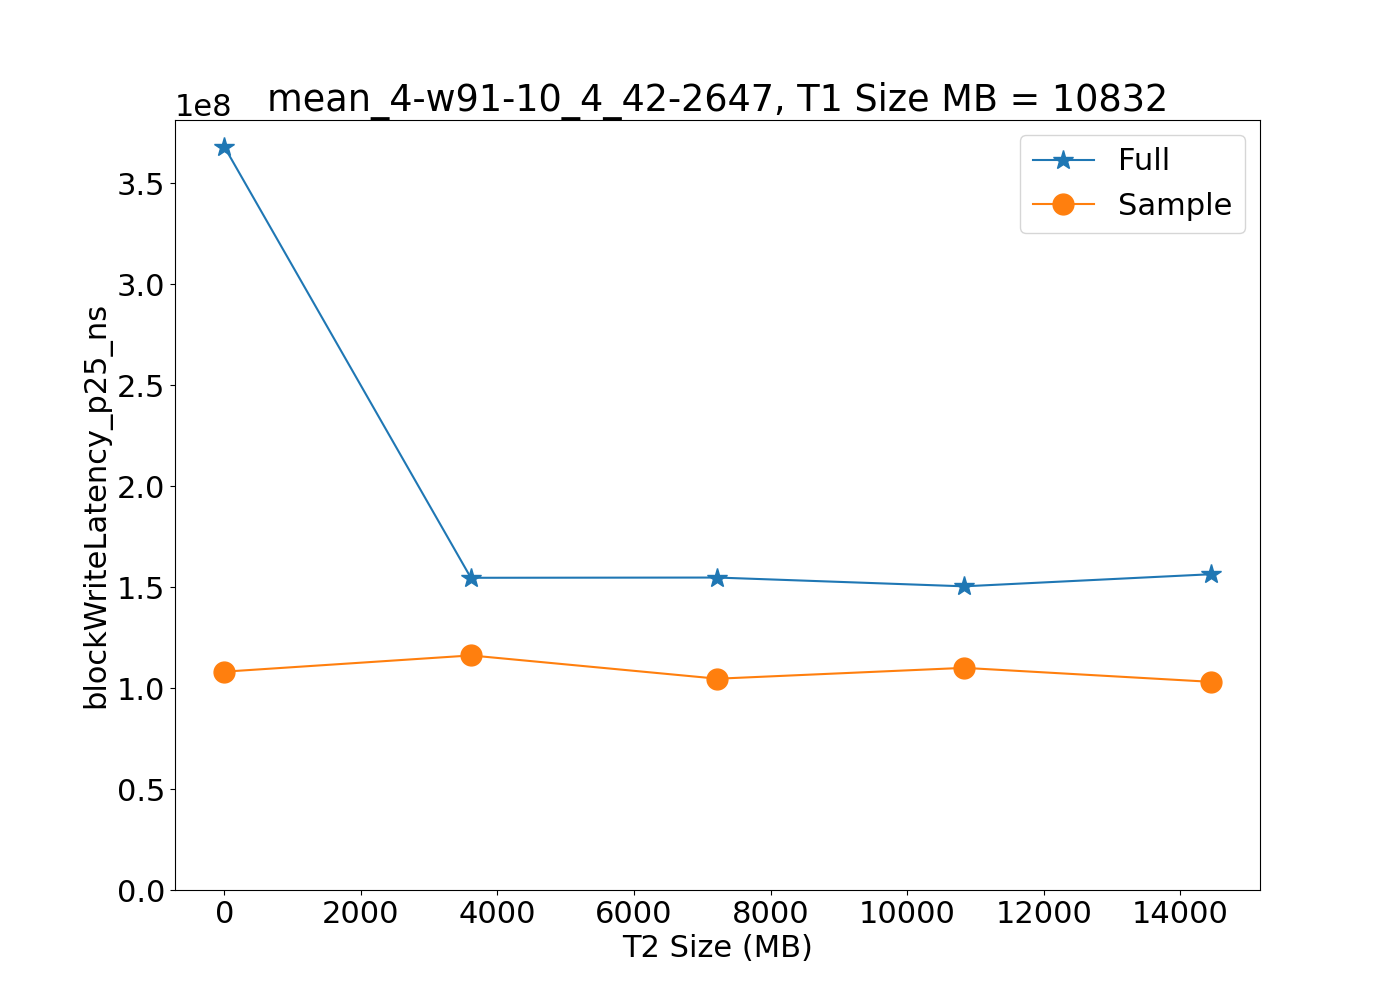 1e8
mean_4-w91-10_4_42-2647, T1 Size MB = 10832
Full
Sample
3.5
3.0
2.5
2.0
1.5
1.0
0.5
0.0
blockWriteLatency_p25_ns
0 2000 4000 6000 8000 10000 12000 14000
T2 Size (MB)